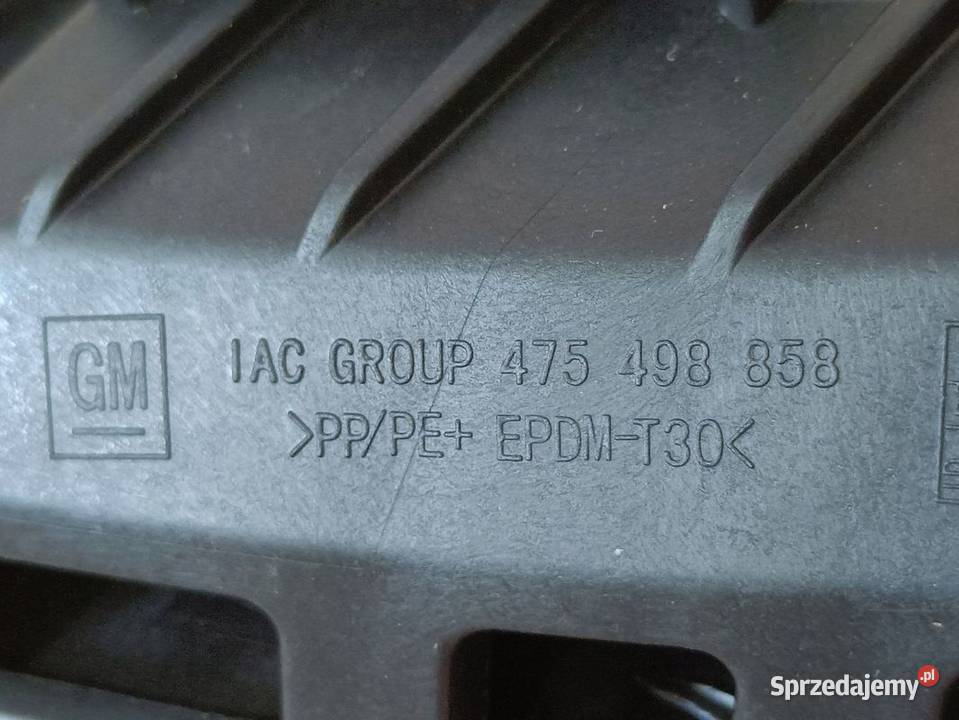 GM
IAC GROUP 475 498 858
>PP/PE+ EPDM-T30<
Sprzedajemy.pl